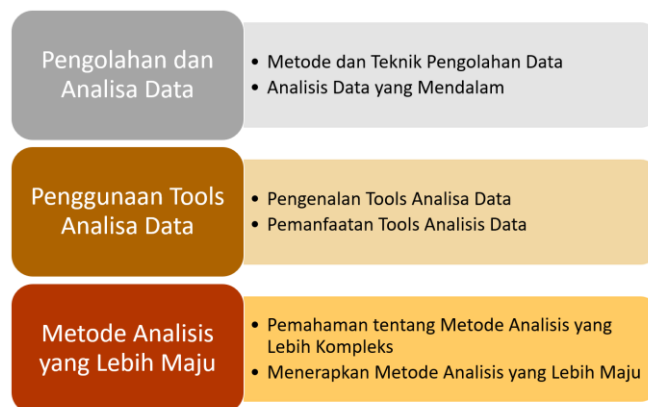 Pengolahan dan
Analisa Data
• Metode dan Teknik Pengolahan Data
• Analisis Data yang Mendalam
Penggunaan Tools
Analisa Data
• Pengenalan Tools Analisa Data
• Pemanfaatan Tools Analisis Data
Metode Analisis
yang Lebih Maju
• Pemahaman tentang Metode Analisis yang
Lebih Kompleks
• Menerapkan Metode Analisis yang Lebih Maju